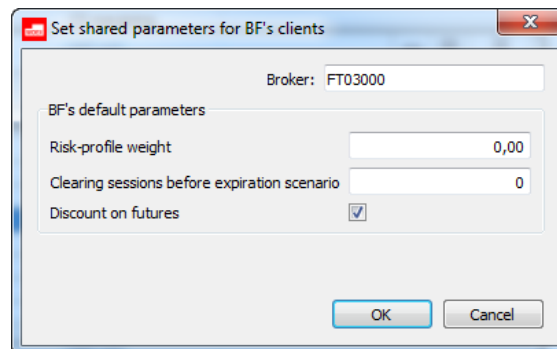 Set shared parameters for BF's clients
Broker: FT03000
BF's default parameters
Risk-profile weight 0,00
Clearing sessions before expiration scenario 0
Discount on futures
OK Cancel